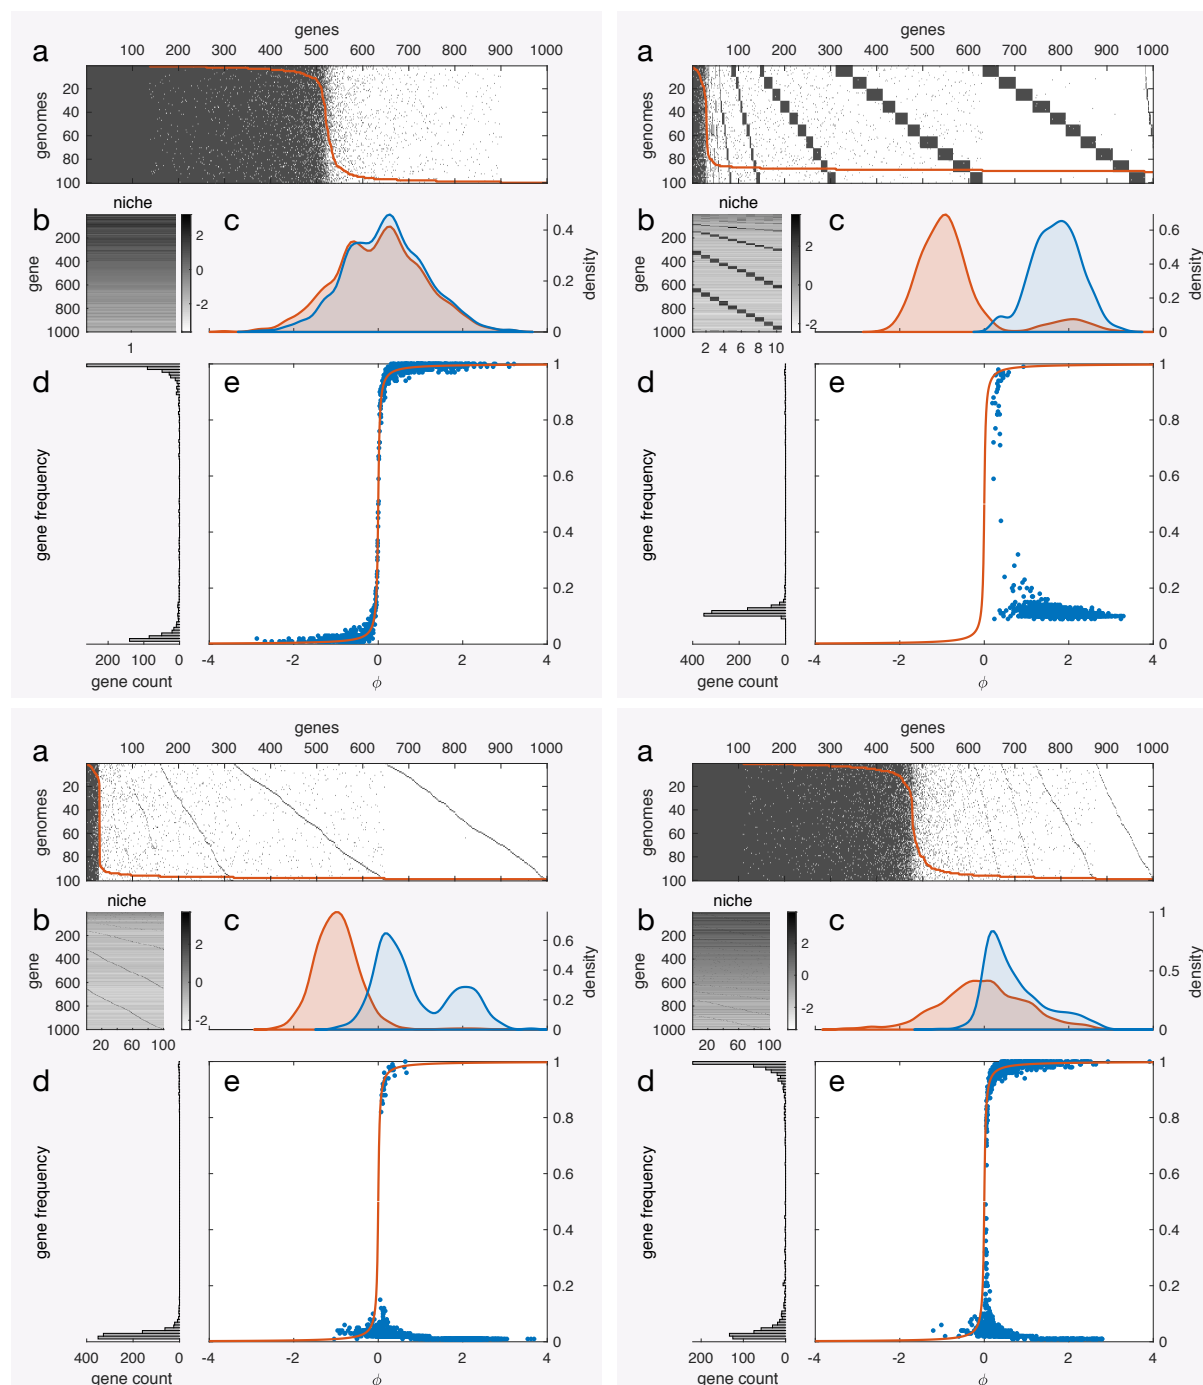 genes
a
100 200 300 400 500 600 700 800 900 1000
genomes
20
40
60
80
100
b
niche
c
gene
200
400
600
800
1000
1
2
0
-2
0.4
0.2
0
density
d
e
gene frequency
1
0.8
0.6
0.4
0.2
0
200 100 0
-4 -2 0 2 4
gene count
ϕ
genes
a
100 200 300 400 500 600 700 800 900 1000
genomes
20
40
60
80
100
b
niche
c
gene
200
400
600
800
1000
2 4 6 8 10
2
0
-2
0.6
0.4
0.2
0
density
d
e
gene frequency
1
0.8
0.6
0.4
0.2
0
400 200 0
-4 -2 0 2 4
gene count
ϕ
genes
a
100 200 300 400 500 600 700 800 900 1000
genomes
20
40
60
80
100
b
niche
c
gene
200
400
600
800
1000
20 60 100
2
0
-2
0.6
0.4
0.2
0
density
d
e
gene frequency
1
0.8
0.6
0.4
0.2
0
400 200 0
-4 -2 0 2 4
gene count
ϕ
genes
a
100 200 300 400 500 600 700 800 900 1000
genomes
20
40
60
80
100
b
niche
c
gene
200
400
600
800
1000
20 60 100
2
0
-2
1
0.5
0
density
d
e
gene frequency
1
0.8
0.6
0.4
0.2
0
200 100 0
-4 -2 0 2 4
gene count
ϕ